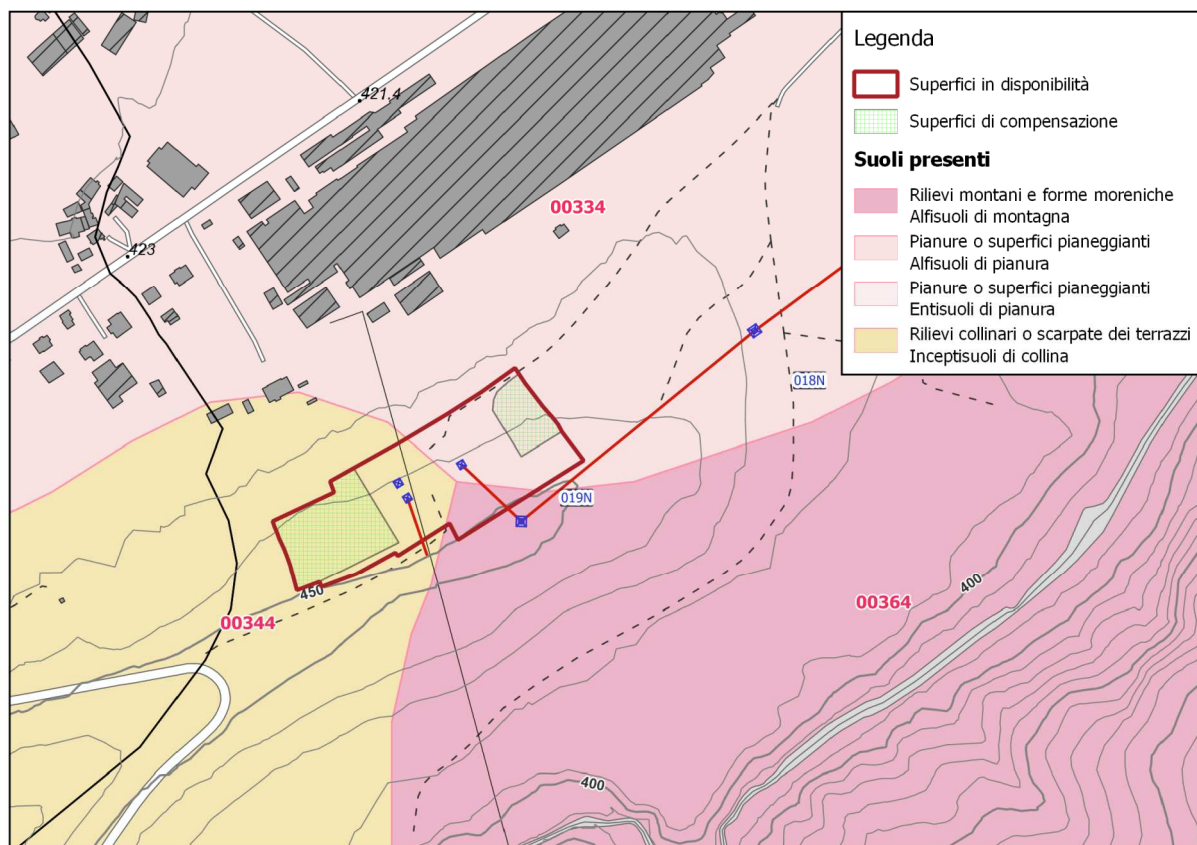 Legenda
Superfici in disponibilità
Superfici di compensazione
Suoli presenti
Rilievi montani e forme moreniche
Alfisuoli di montagna
Pianure o superfici pianeggianti
Alfisuoli di pianura
Pianure o superfici pianeggianti
Entisuoli di pianura
Rilievi collinari o scarpate dei terrazzi
Inceptisuoli di collina
421,4
00334
423
018N
019N
450
00344
400
00364
400